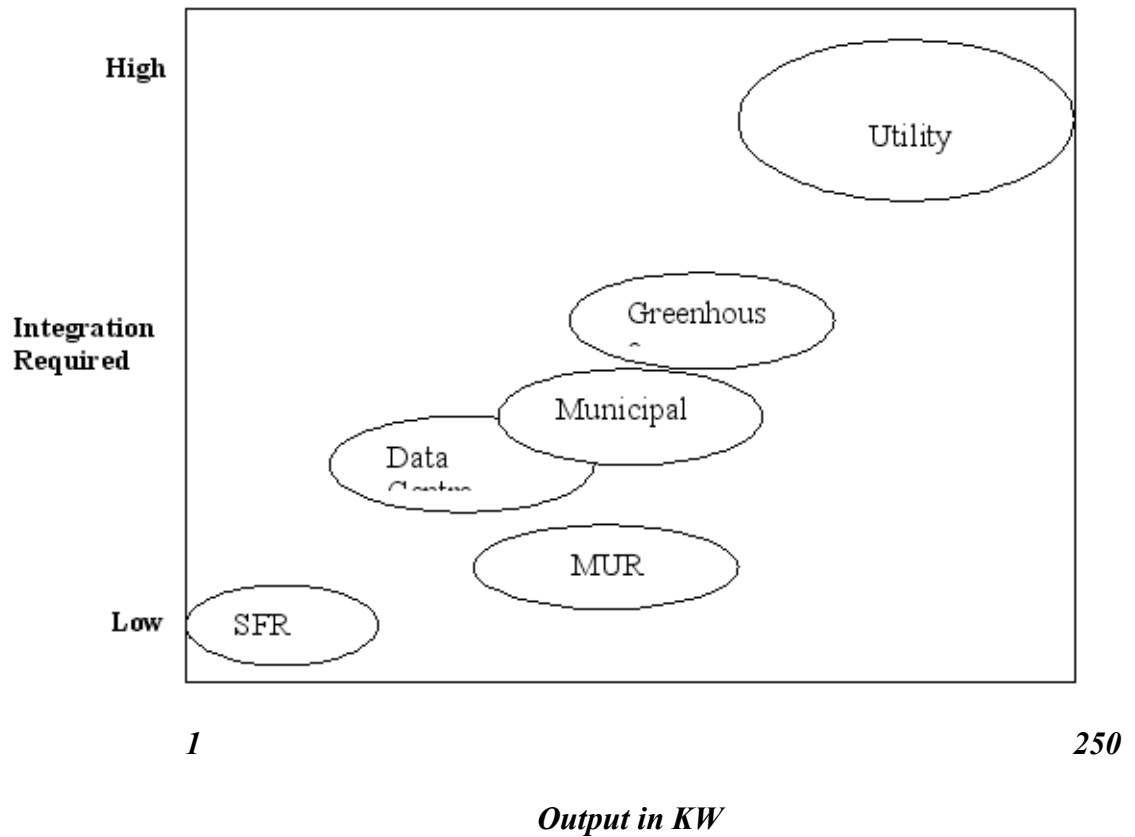 High
Utility
Greenhous
Integration
Required
Municipal
Data
MUR
Low
SFR
1
250
Output in KW